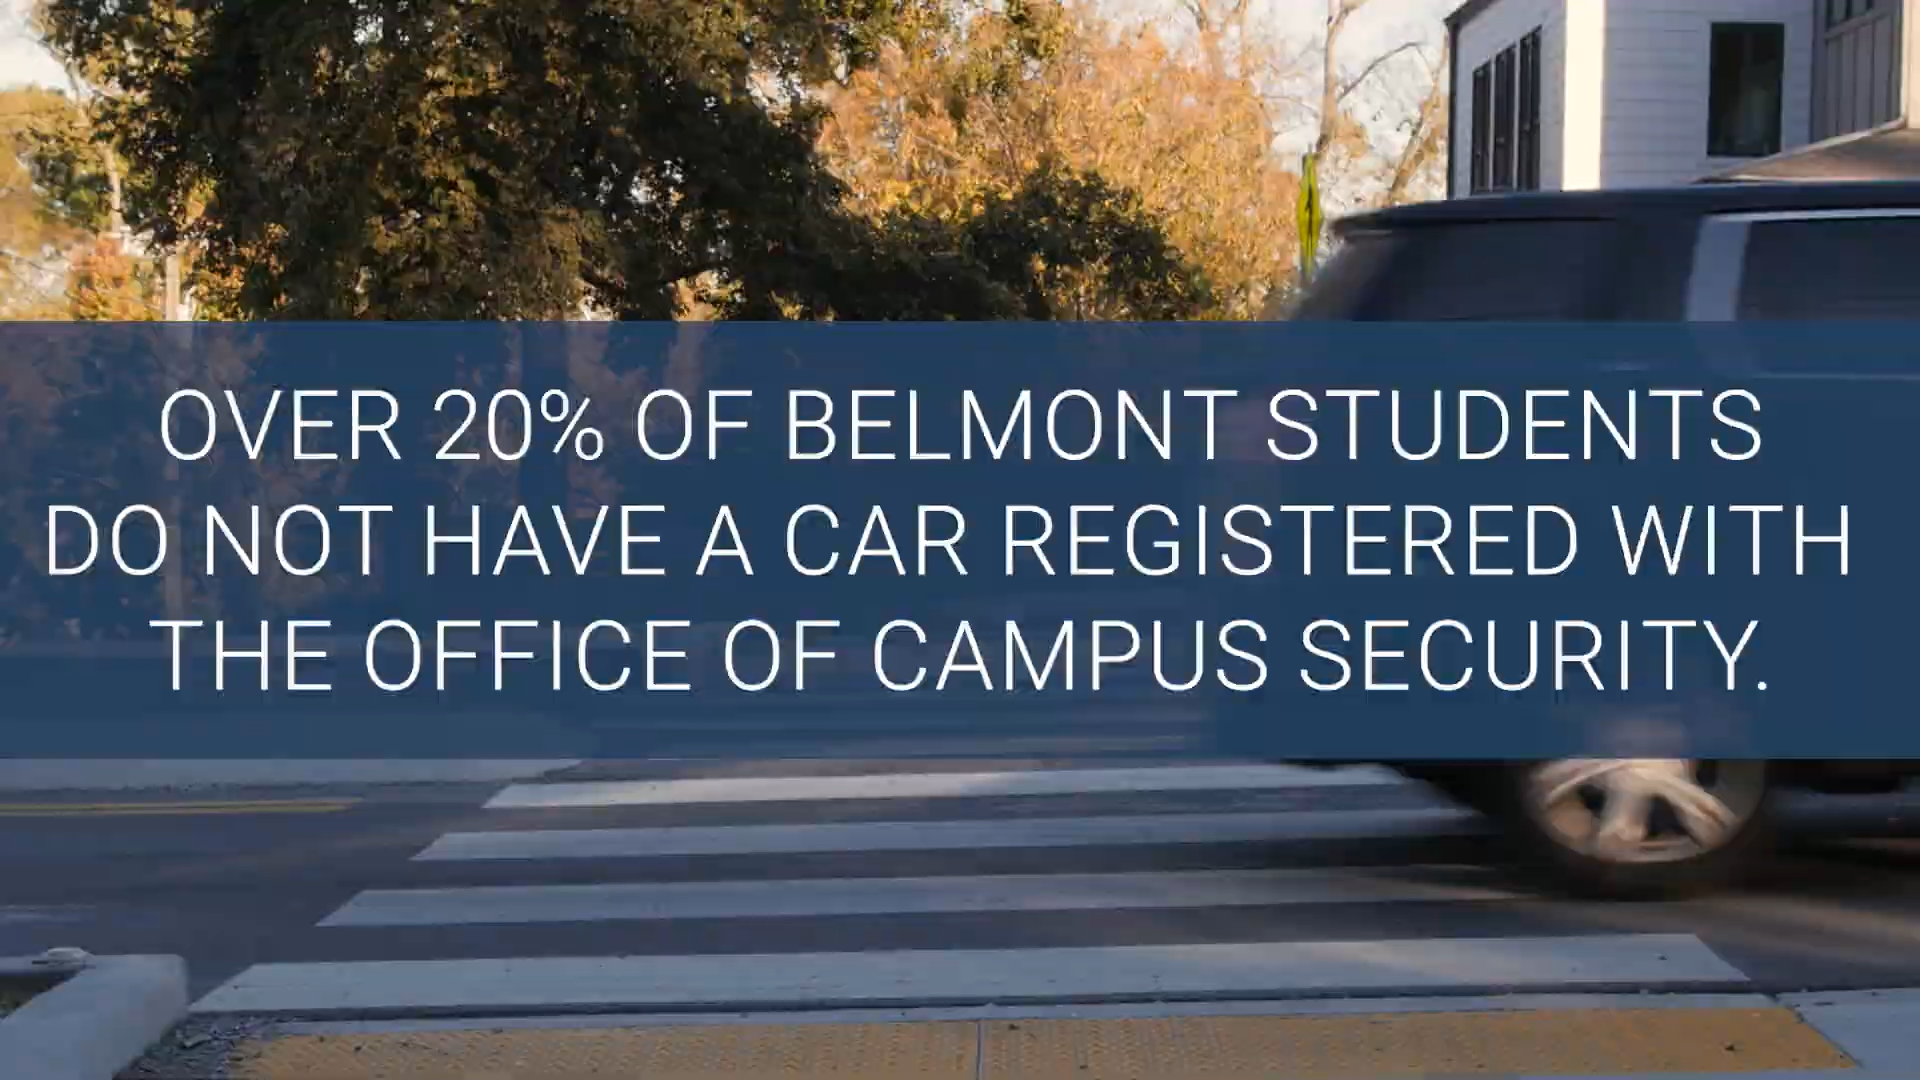 OVER 20% OF BELMONT STUDENTS
DO NOT HAVE A CAR REGISTERED WITH
THE OFFICE OF CAMPUS SECURITY.